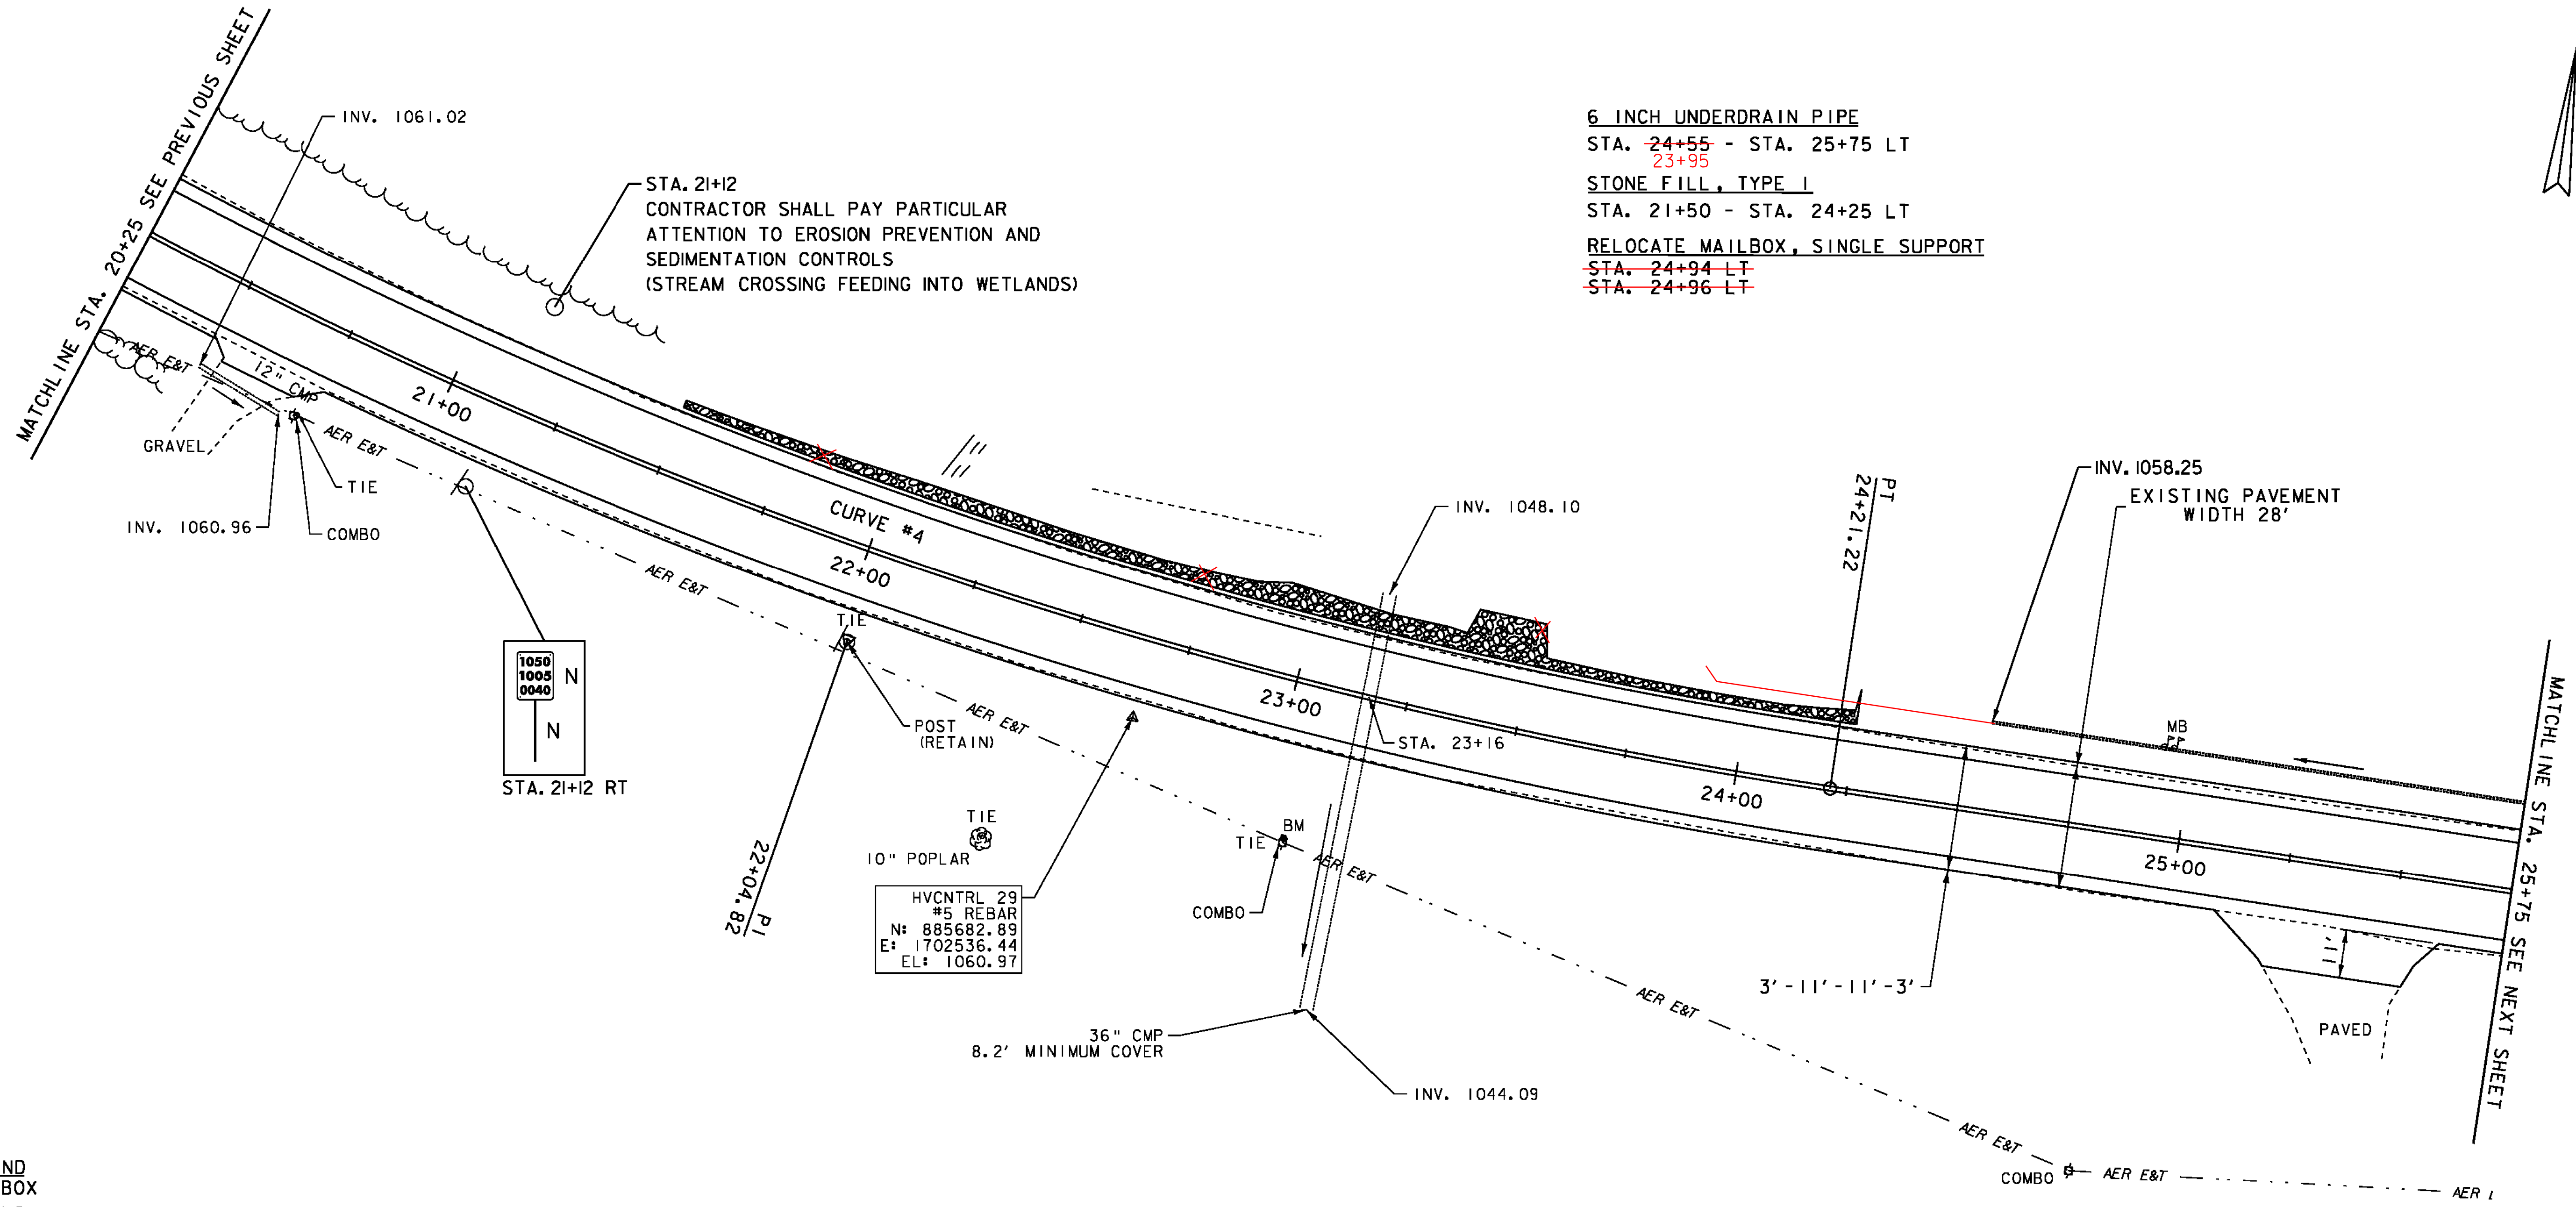 MATCHLINE STA. 20+25 SEE PREVIOUS SHEET
INV. 1061.02
STA. 21+12
CONTRACTOR SHALL PAY PARTICULAR
ATTENTION TO EROSION PREVENTION AND
SEDIMENTATION CONTROLS
(STREAM CROSSING FEEDING INTO WETLANDS)
6 INCH UNDERDRAIN PIPE
STA. 24+55 - STA. 25+75 LT
23+95
STONE FILL, TYPE I
STA. 21+50 - STA. 24+25 LT
RELOCATE MAILBOX, SINGLE SUPPORT
STA. 24+94 LT
STA. 24+96 LT
AER E&T
12" CMP
GRAVEL
21+00
AER E&T
TIE
INV. 1060.96
COMBO
CURVE #4
22+00
AER E&T
INV. 1048.10
PT
24+21.22
INV. 1058.25
EXISTING PAVEMENT
WIDTH 28'
1050
1005
0040
N
N
STA. 21+12 RT
TIE
POST
(RETAIN)
AER E&T
23+00
STA. 23+16
24+00
MB
25+00
MATCHLINE STA. 25+75 SEE NEXT SHEET
PI
22+04.82
TIE
10" POPLAR
HVCNTRL 29
#5 REBAR
N: 885682.89
E: 1702536.44
EL: 1060.97
BM
TIE
COMBO
AER E&T
3'-11'-11'-3'
11'
PAVED
36" CMP
8.2' MINIMUM COVER
INV. 1044.09
AER E&T
AER E&T
COMBO
AER E&T
AER
ND
BOX